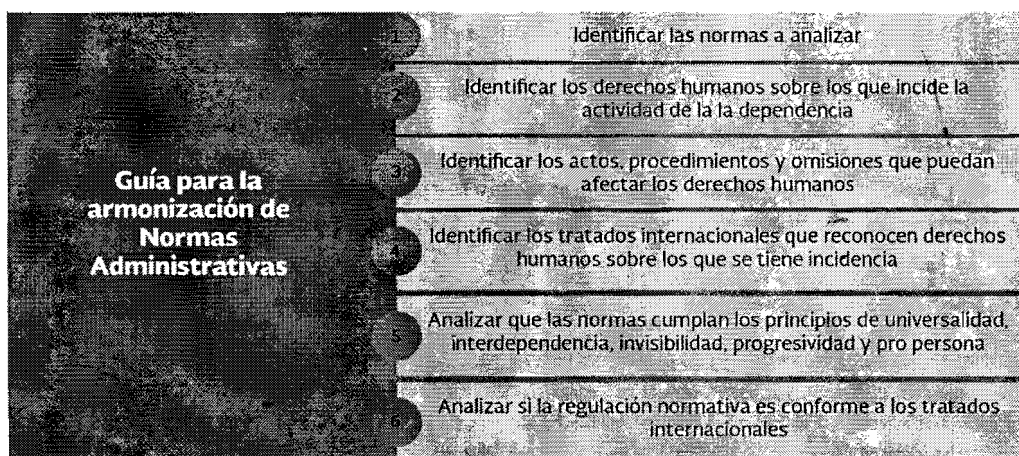 Guía para la
armonización de
Normas
Administrativas
1
Identificar las normas a analizar
2
Identificar los derechos humanos sobre los que incide la
actividad de la la dependencia
3
Identificar los actos, procedimientos y omisiones que puedan
afectar los derechos humanos
4
Identificar los tratados internacionales que reconocen derechos
humanos sobre los que se tiene incidencia
5
Analizar que las normas cumplan los principios de universalidad,
interdependencia, invisibilidad, progresividad y pro persona
6
Analizar si la regulación normativa es conforme a los tratados
internacionales